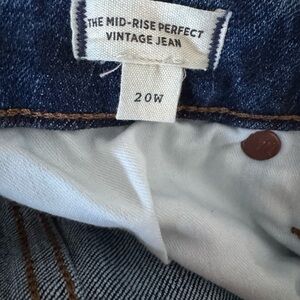 THE MID-RISE PERFECT
VINTAGE JEAN
20W